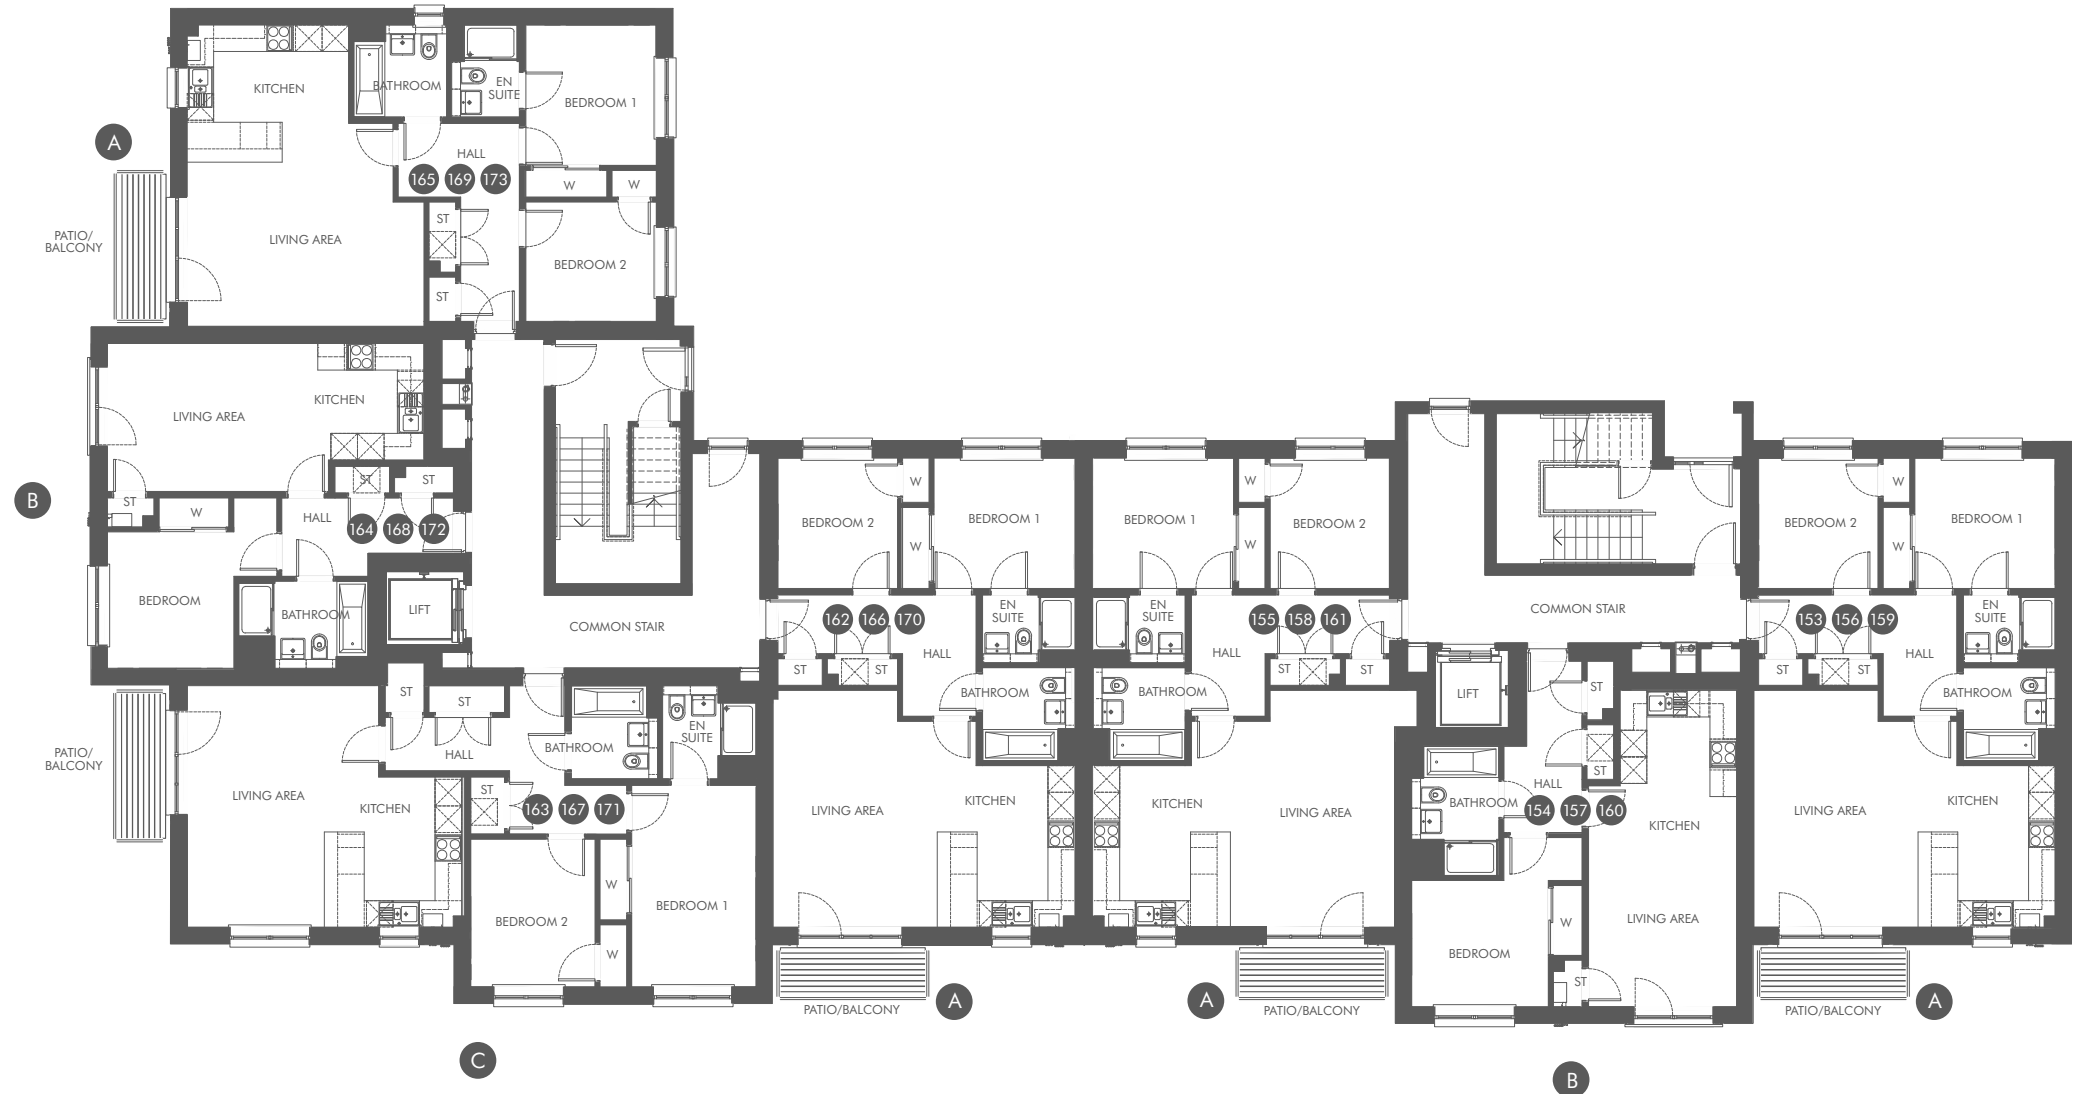 KITCHEN
BATHROOM
EN
SUITE
BEDROOM 1
A
HALL
165 169 173
W
W
ST
PATIO/
BALCONY
LIVING AREA
BEDROOM 2
ST
LIVING AREA
KITCHEN
B
ST
ST
ST
W
HALL
164 168 172
BEDROOM
BATHROOM
LIFT
COMMON STAIR
BEDROOM 2
W
BEDROOM 1
W
162 166 170
EN
SUITE
HALL
ST
ST
BATHROOM
LIVING AREA
KITCHEN
PATIO/BALCONY
A
BEDROOM 1
W
BEDROOM 2
W
EN
SUITE
155 158 161
HALL
ST
ST
BATHROOM
KITCHEN
LIVING AREA
A
PATIO/BALCONY
COMMON STAIR
LIFT
ST
ST
HALL
BATHROOM
154 157 160
KITCHEN
W
LIVING AREA
BEDROOM
ST
B
BEDROOM 2
W
BEDROOM 1
W
153 156 159
EN
SUITE
HALL
ST
ST
BATHROOM
LIVING AREA
KITCHEN
PATIO/BALCONY
A
ST
ST
EN
SUITE
PATIO/
BALCONY
HALL
BATHROOM
LIVING AREA
KITCHEN
ST
163 167 171
W
BEDROOM 1
BEDROOM 2
W
C